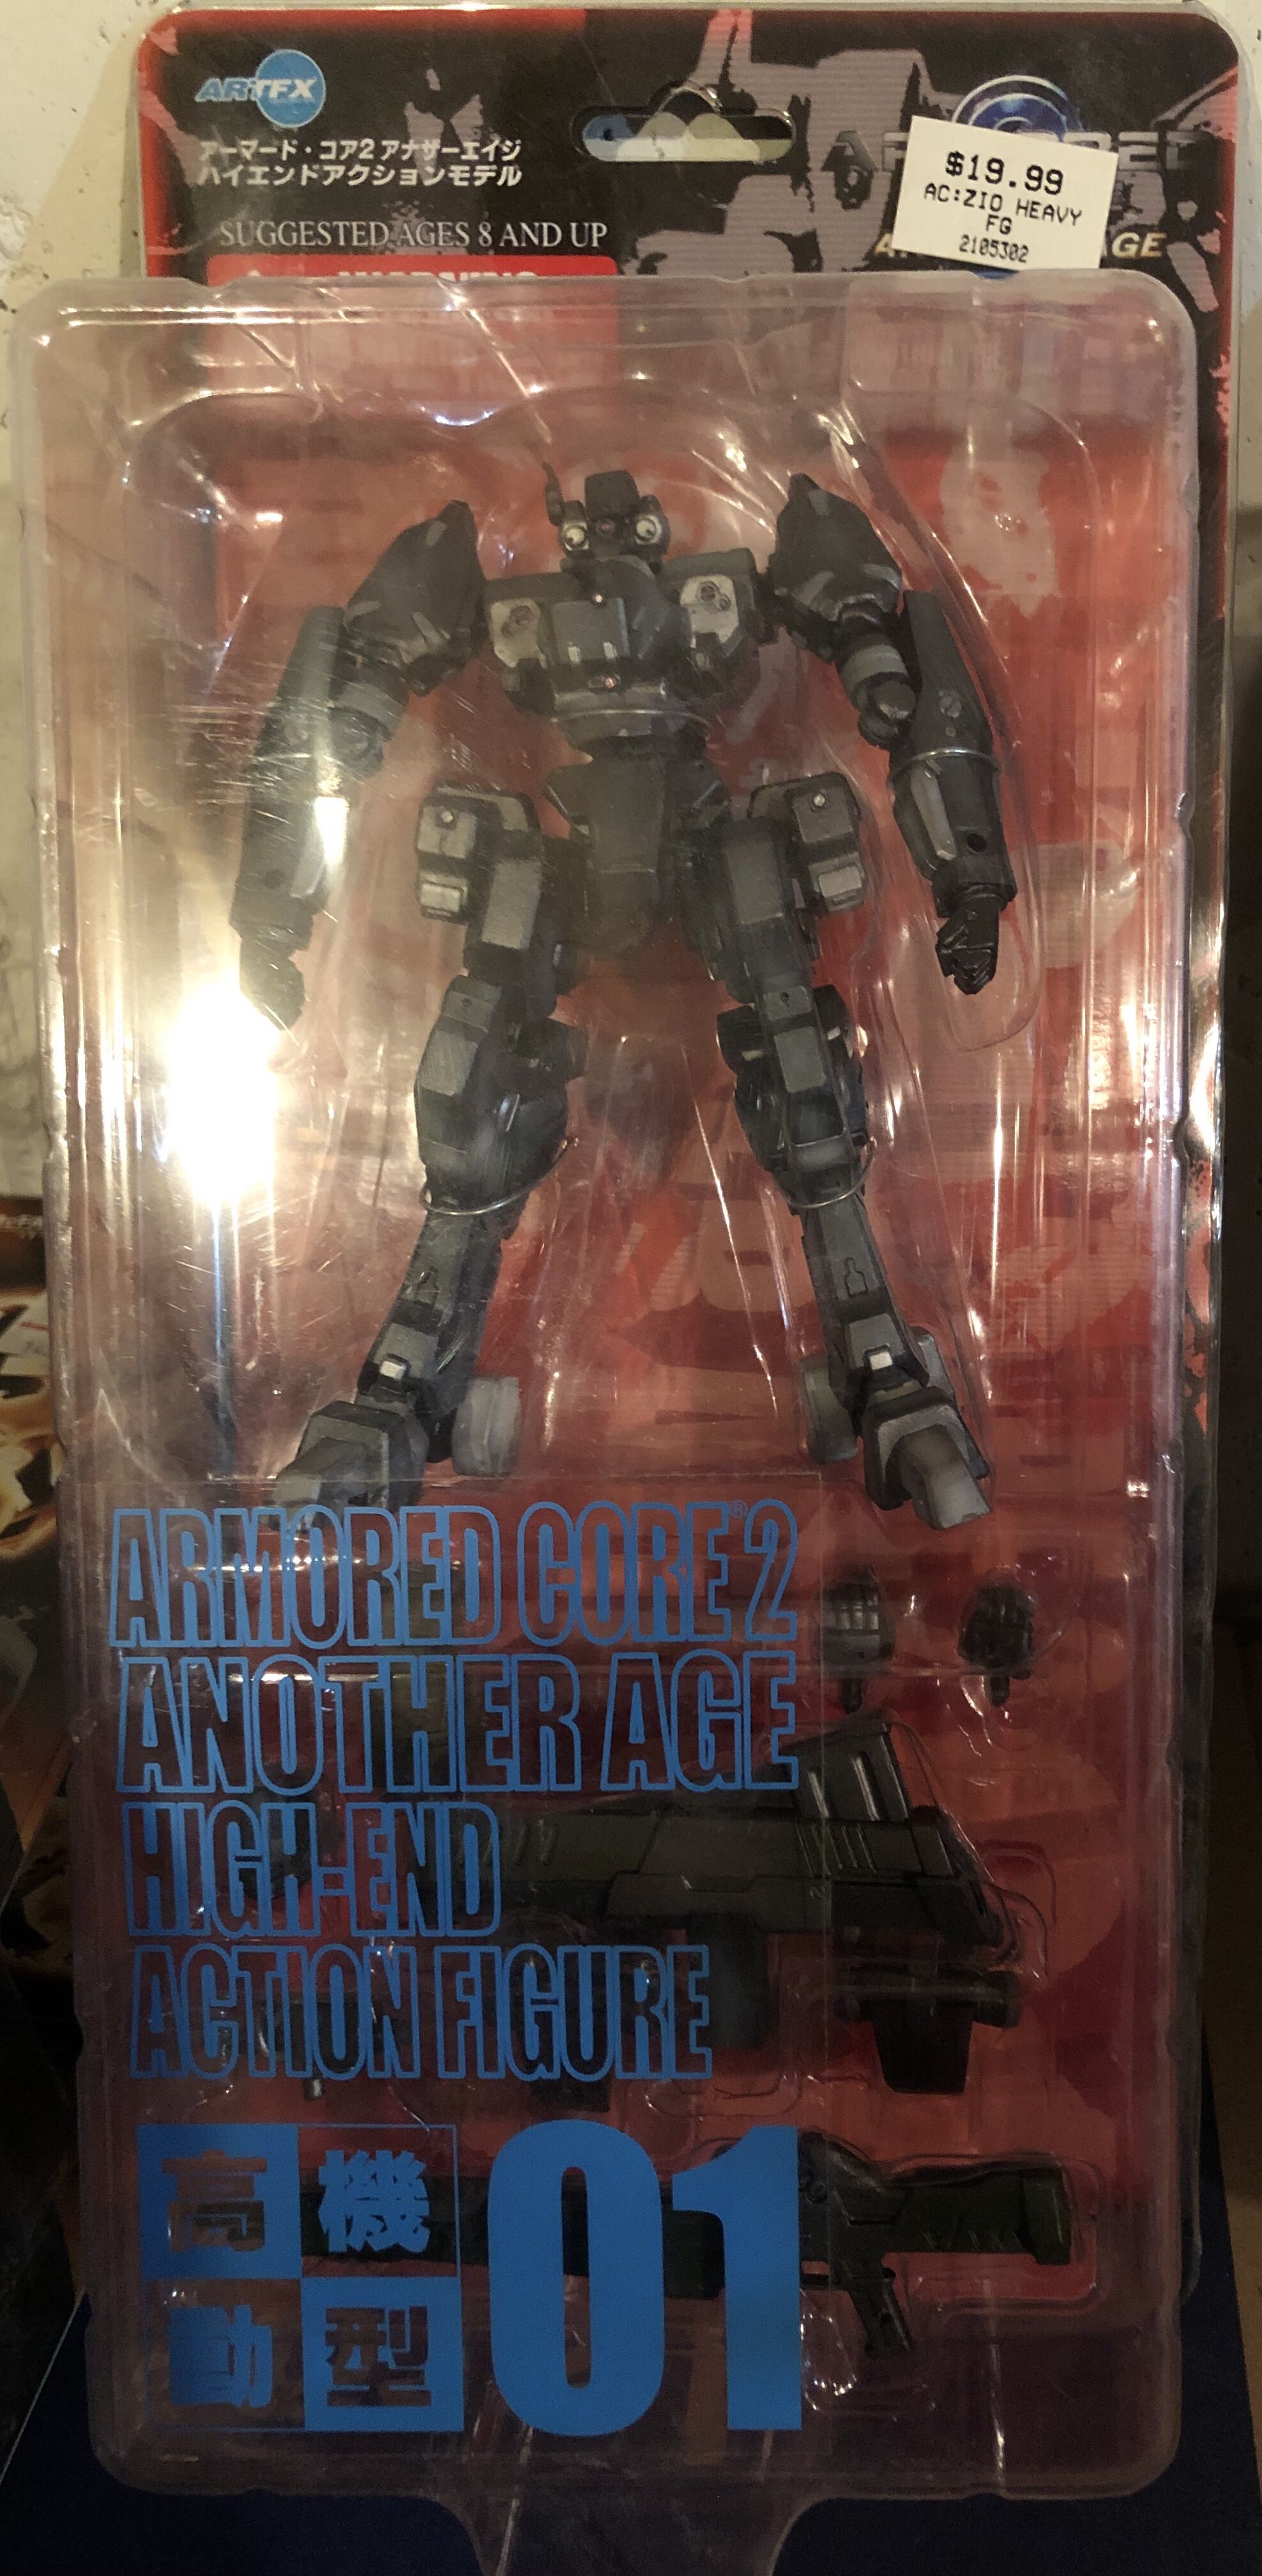 ARTFX
アーマード・コア2 アナザーエイジ
ハイエンドアクションモデル
SUGGESTED AGES 8 AND UP
WARNING
$19.99
AC:ZIO HEAVY
FG
2105302
AGE
ARMORED CORE®2
ANOTHER AGE
HIGH-END
ACTION FIGURE
高機
動型
01